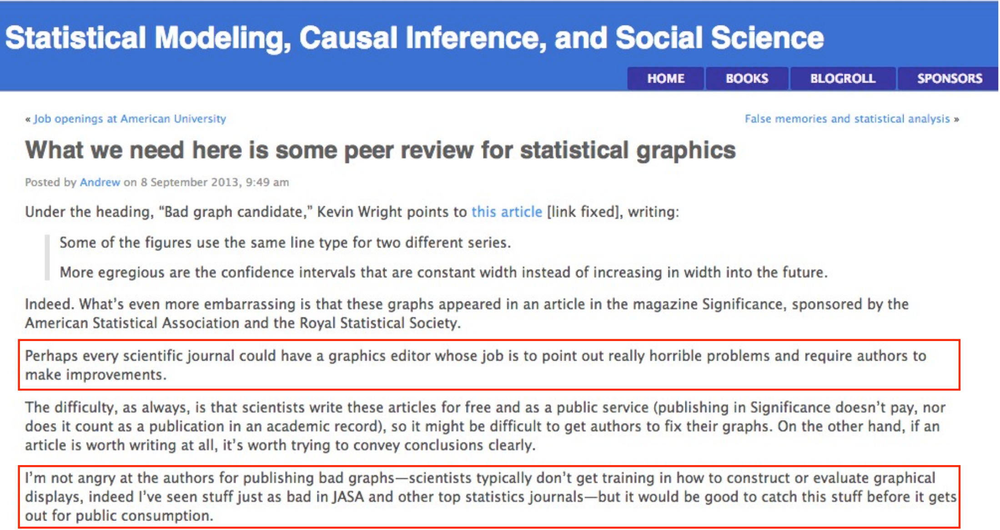 Statistical Modeling, Causal Inference, and Social Science
HOME BOOKS BLOGROLL SPONSORS
« Job openings at American University False memories and statistical analysis »
What we need here is some peer review for statistical graphics
Posted by Andrew on 8 September 2013, 9:49 am
Under the heading, “Bad graph candidate,” Kevin Wright points to this article [link fixed], writing:
Some of the figures use the same line type for two different series.
More egregious are the confidence intervals that are constant width instead of increasing in width into the future.
Indeed. What’s even more embarrassing is that these graphs appeared in an article in the magazine Significance, sponsored by the
American Statistical Association and the Royal Statistical Society.
Perhaps every scientific journal could have a graphics editor whose job is to point out really horrible problems and require authors to
make improvements.
The difficulty, as always, is that scientists write these articles for free and as a public service (publishing in Significance doesn’t pay, nor
does it count as a publication in an academic record), so it might be difficult to get authors to fix their graphs. On the other hand, if an
article is worth writing at all, it’s worth trying to convey conclusions clearly.
I’m not angry at the authors for publishing bad graphs—scientists typically don’t get training in how to construct or evaluate graphical
displays, indeed I’ve seen stuff just as bad in JASA and other top statistics journals—but it would be good to catch this stuff before it gets
out for public consumption.